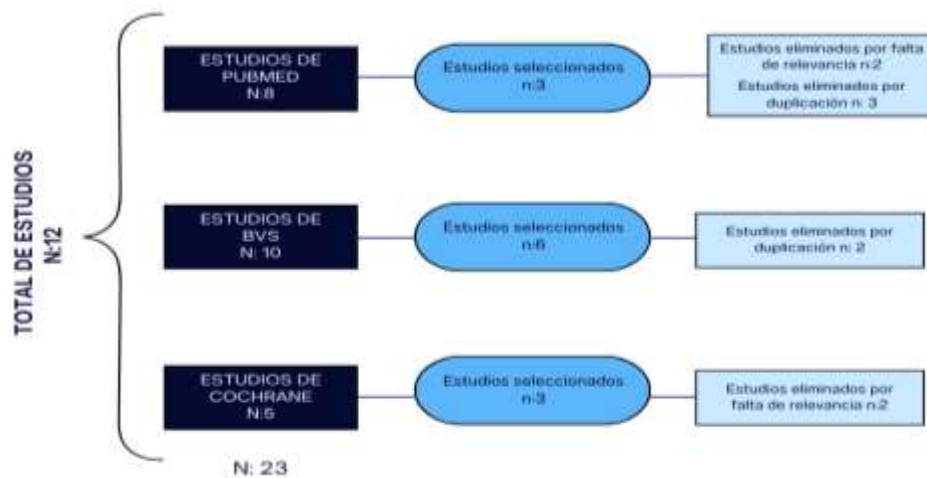 TOTAL DE ESTUDIOS
N:12
ESTUDIOS DE
PUBMED
N:8
Estudios seleccionados
n:3
Estudios eliminados por falta
de relevancia n:2
Estudios eliminados por
duplicación n: 3
ESTUDIOS DE
BVS
N: 10
Estudios seleccionados
n:6
Estudios eliminados por
duplicación n: 2
ESTUDIOS DE
COCHRANE
N:5
Estudios seleccionados
n:3
Estudios eliminados por
falta de relevancia n:2
N: 23